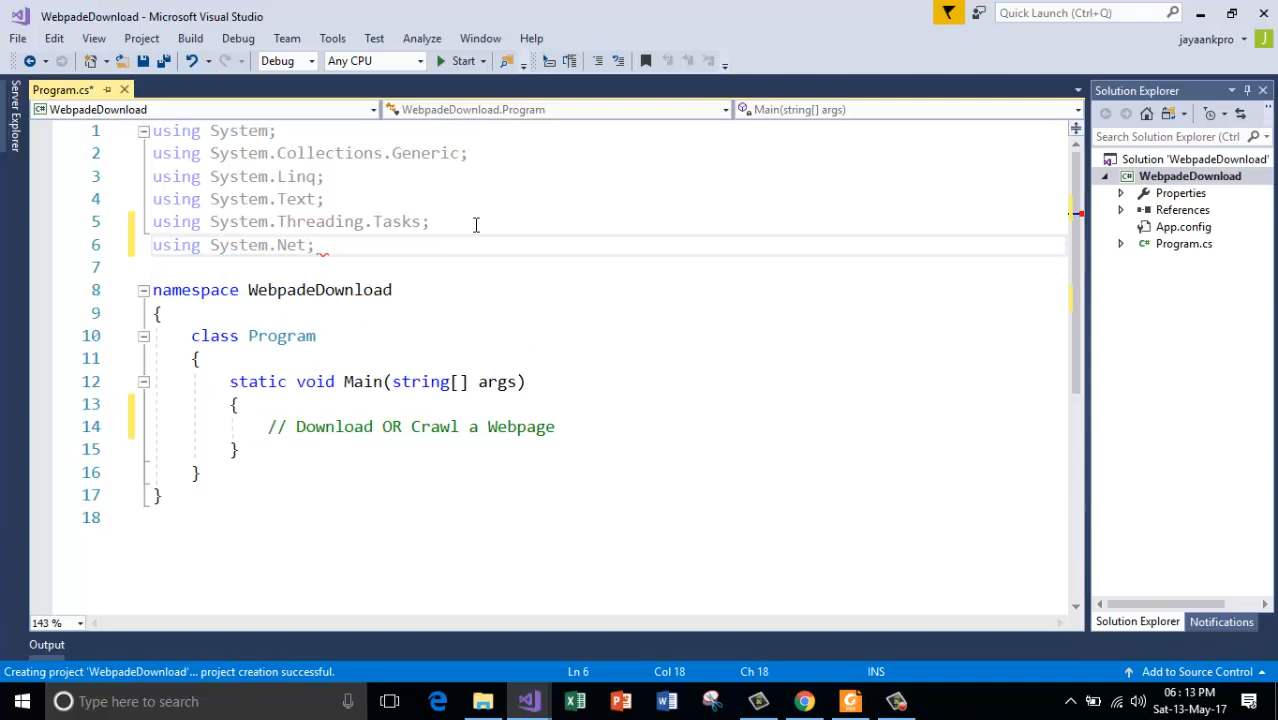 WebpadeDownload - Microsoft Visual Studio
Quick Launch (Ctrl+Q)
File Edit View Project Build Debug Team Tools Test Analyze Window Help
jayaankpro J
Debug Any CPU Start
Server Explorer
Program.cs*
WebpadeDownload WebpadeDownload.Program Main(string[] args)
1 using System;
2 using System.Collections.Generic;
3 using System.Linq;
4 using System.Text;
5 using System.Threading.Tasks;
6 using System.Net;
7
8 namespace WebpadeDownload
9 {
10 class Program
11 {
12 static void Main(string[] args)
13 {
14 // Download OR Crawl a Webpage
15 }
16 }
17 }
18
143 %
Solution Explorer
Search Solution Explorer (Ctrl
Solution 'WebpadeDownload'
C# WebpadeDownload
Properties
References
App.config
C# Program.cs
Solution Explorer Notifications
Output
Creating project 'WebpadeDownload'... project creation successful. Ln 6 Col 18 Ch 18 INS Add to Source Control
Type here to search
06:13 PM
Sat-13-May-17